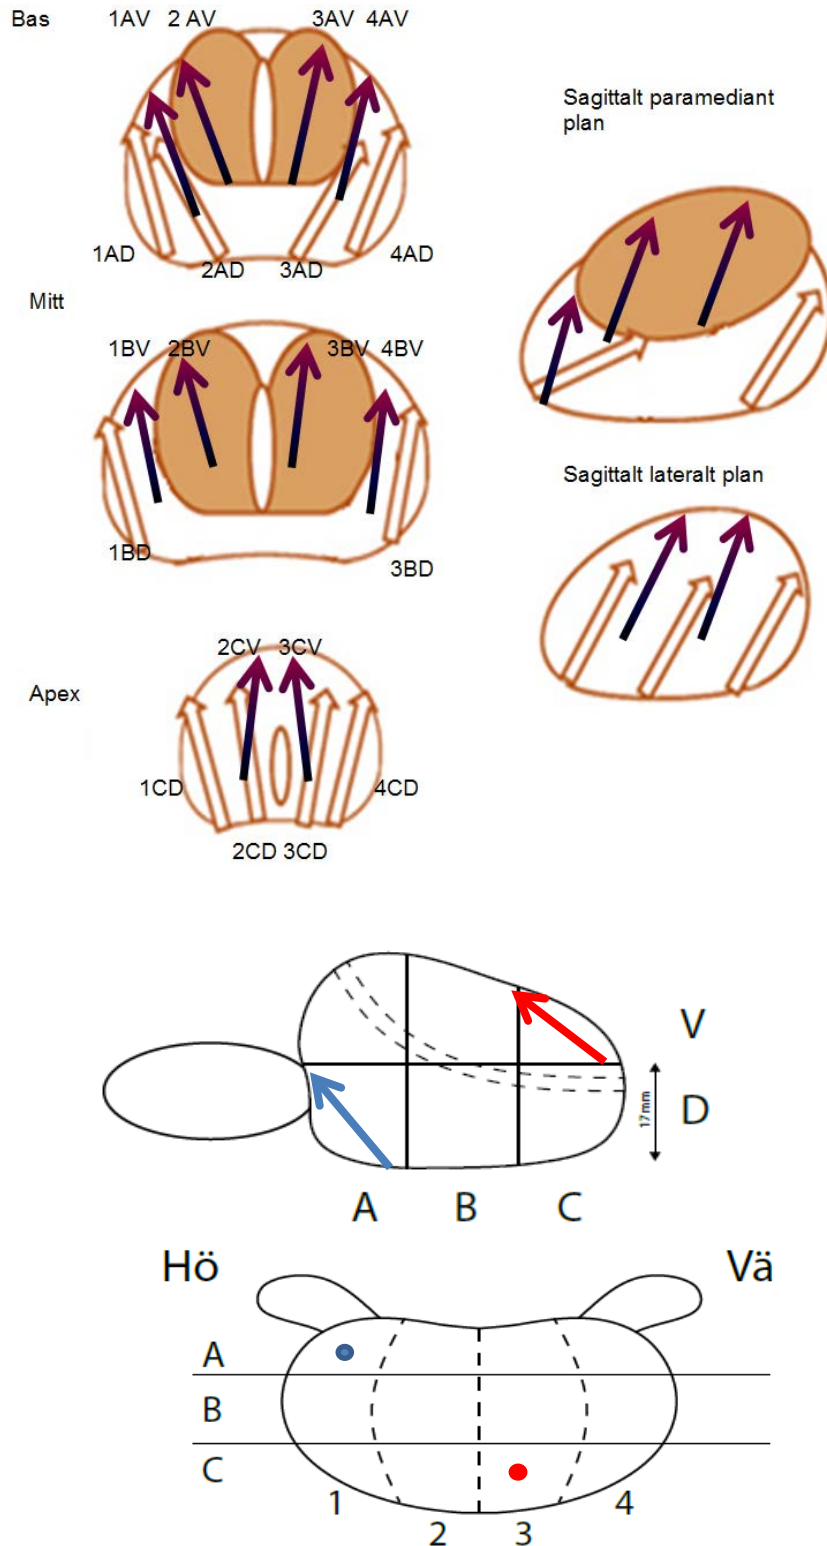 Bas
1AV 2 AV 3AV 4AV
1AD 2AD 3AD 4AD
Sagittalt paramediant
plan
Mitt
1BV 2BV 3BV 4BV
1BD 3BD
Sagittalt lateralt plan
Apex
2CV 3CV
1CD 4CD
2CD 3CD
V
D
17mm
A B C
Hö Vä
A
B
C
1 2 3 4